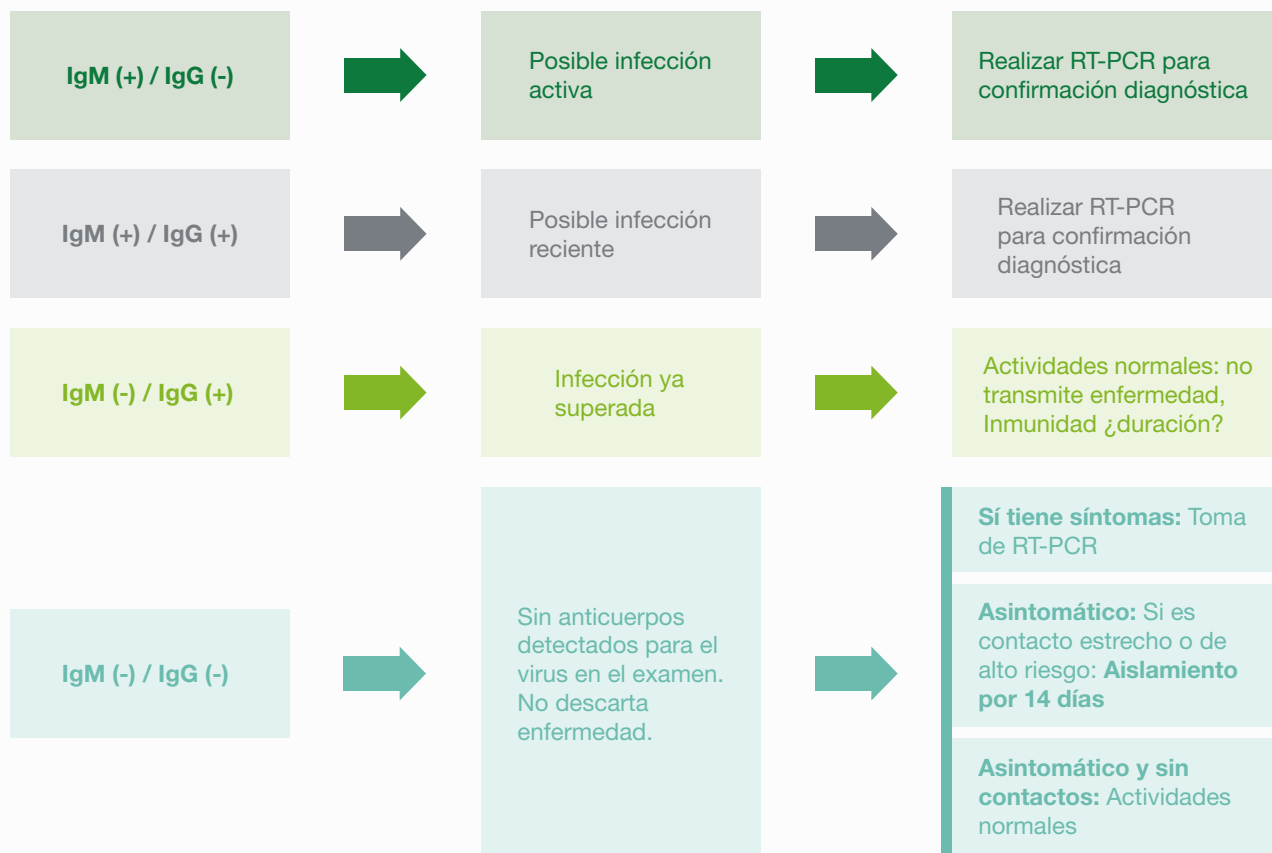 IgM (+) / IgG (-)
Posible infección
activa
Realizar RT-PCR para
confirmación diagnóstica
IgM (+) / IgG (+)
Posible infección
reciente
Realizar RT-PCR
para confirmación
diagnóstica
IgM (-) / IgG (+)
Infección ya
superada
Actividades normales: no
transmite enfermedad,
Inmunidad ¿duración?
IgM (-) / IgG (-)
Sin anticuerpos
detectados para el
virus en el examen.
No descarta
enfermedad.
Sí tiene síntomas: Toma
de RT-PCR
Asintomático: Si es
contacto estrecho o de
alto riesgo: Aislamiento
por 14 días
Asintomático y sin
contactos: Actividades
normales